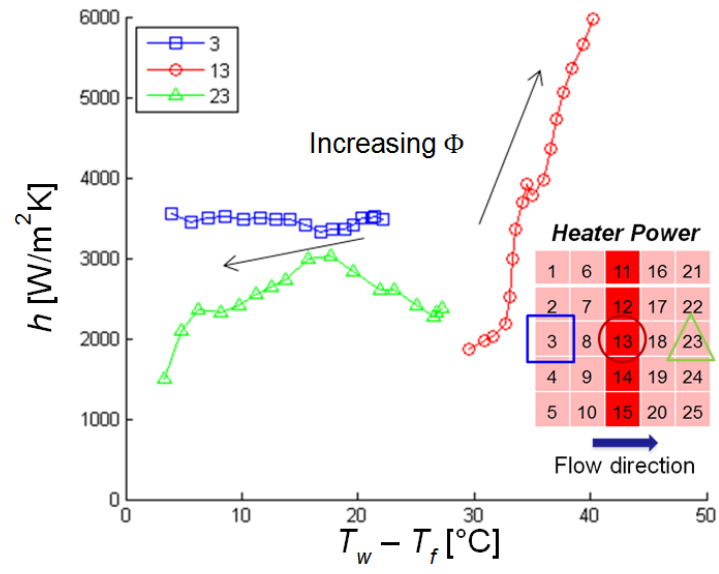 6000
5000
4000
3000
2000
1000
0
h [W/m²K]
3
13
23
Increasing Φ
Heater Power
1 6 11 16 21
2 7 12 17 22
3 8 13 18 23
4 9 14 19 24
5 10 15 20 25
Flow direction
0 10 20 30 40 50
T_w – T_f [°C]